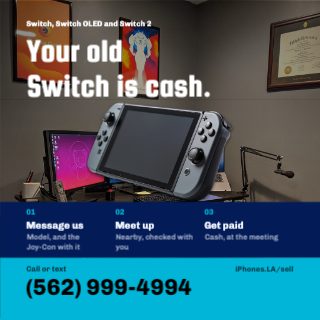 Switch, Switch OLED and Switch 2
Your old
Switch is cash.
01
Message us
Model, and the
Joy-Con with it
02
Meet up
Nearby, checked with
you
03
Get paid
Cash, at the meeting
Call or text
(562) 999-4994
iPhones.LA/sell